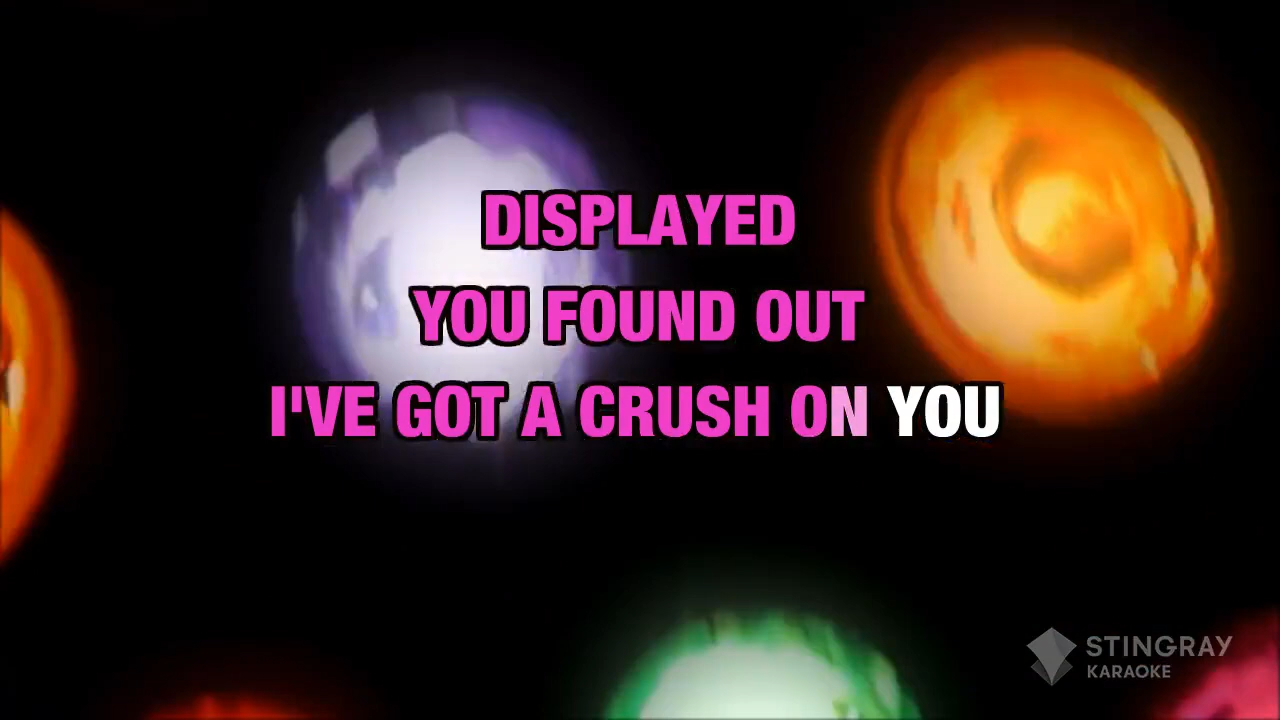 DISPLAYED
YOU FOUND OUT
I'VE GOT A CRUSH ON YOU
STINGRAY
KARAOKE